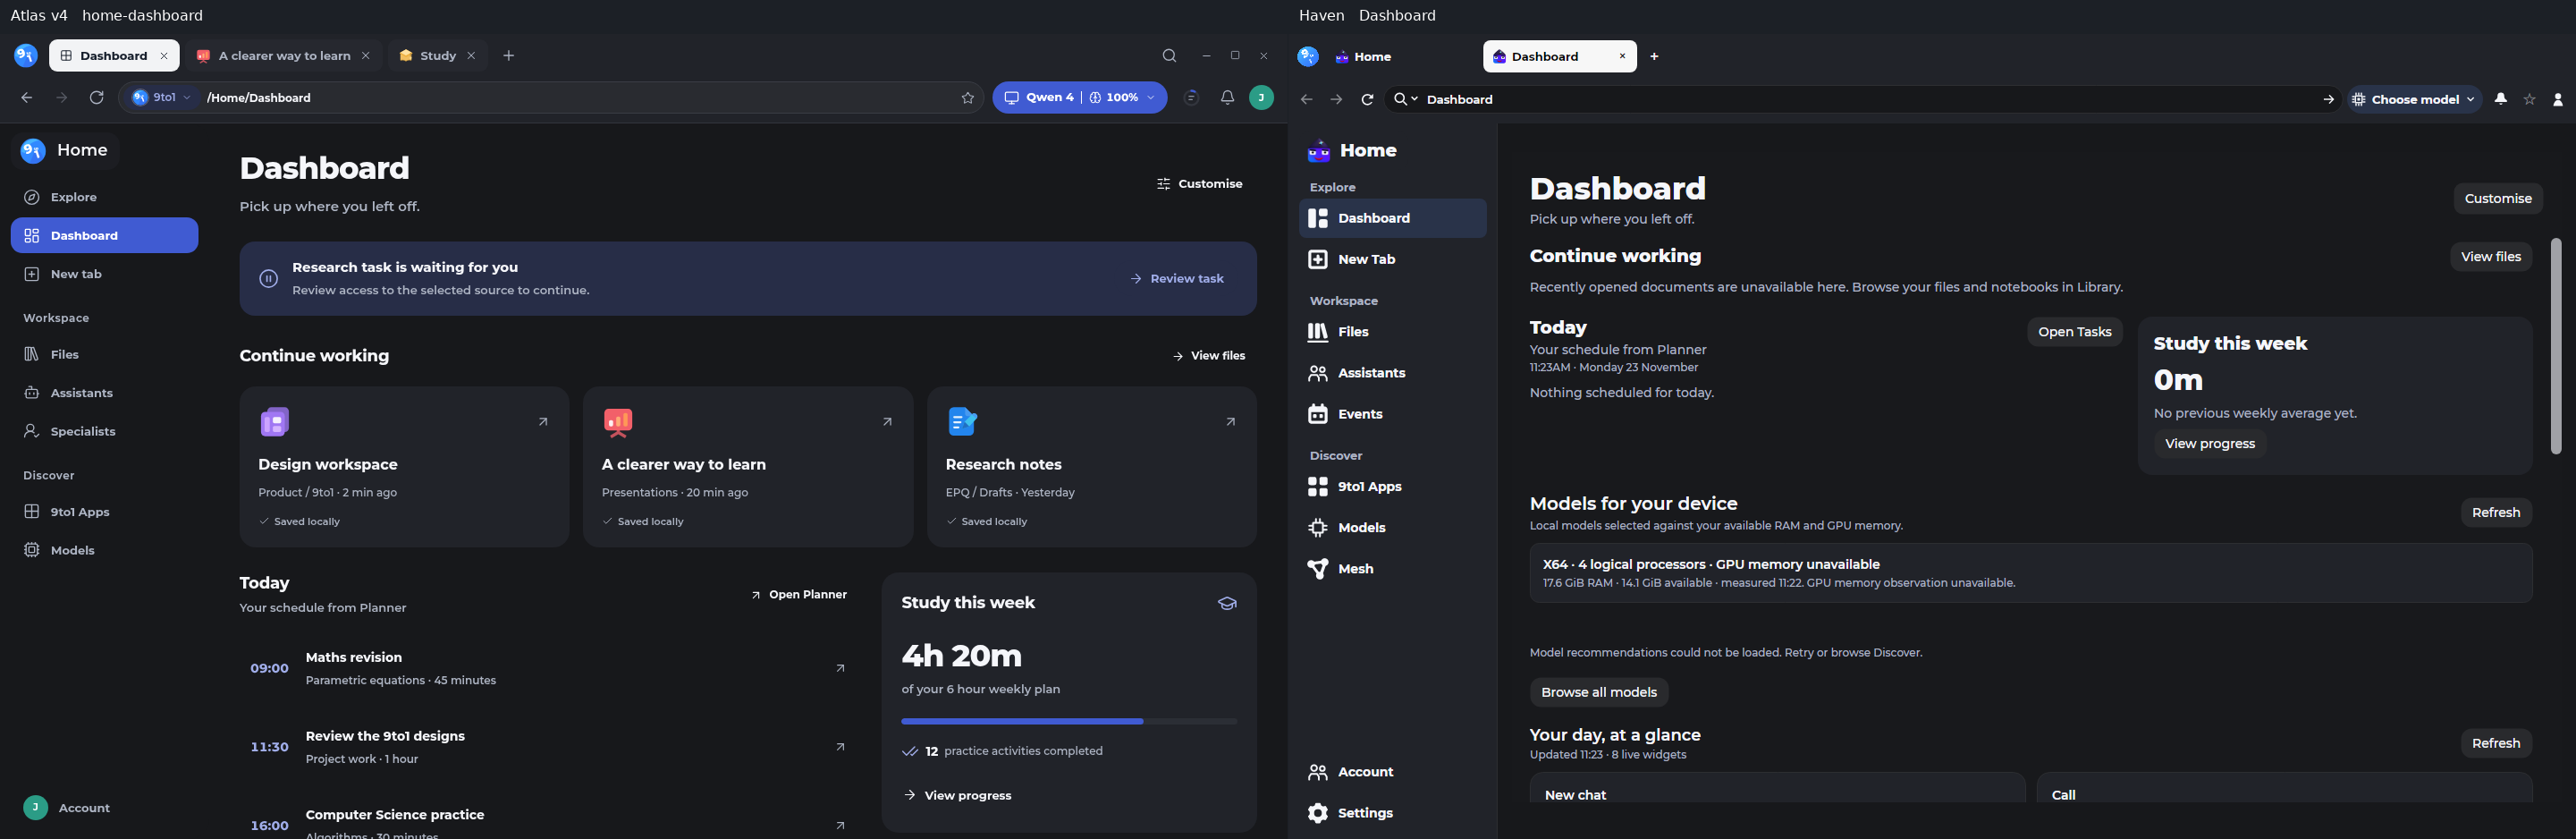 Atlas v4 home-dashboard
Dashboard
A clearer way to learn
Study
9to1
/Home/Dashboard
Qwen 4
100%
J
Home
Explore
Dashboard
New tab
Workspace
Files
Assistants
Specialists
Discover
9to1 Apps
Models
J
Account
Dashboard
Pick up where you left off.
Customise
Research task is waiting for you
Review access to the selected source to continue.
Review task
Continue working
View files
Design workspace
Product / 9to1 · 2 min ago
Saved locally
A clearer way to learn
Presentations · 20 min ago
Saved locally
Research notes
EPQ / Drafts · Yesterday
Saved locally
Today
Your schedule from Planner
Open Planner
09:00
Maths revision
Parametric equations · 45 minutes
11:30
Review the 9to1 designs
Project work · 1 hour
16:00
Computer Science practice
Algorithms · 30 minutes
Study this week
4h 20m
of your 6 hour weekly plan
12 practice activities completed
View progress
Haven Dashboard
Home
Dashboard
Dashboard
Choose model
Home
Explore
Dashboard
New Tab
Workspace
Files
Assistants
Events
Discover
9to1 Apps
Models
Mesh
Account
Settings
Dashboard
Pick up where you left off.
Customise
Continue working
View files
Recently opened documents are unavailable here. Browse your files and notebooks in Library.
Today
Your schedule from Planner
11:23AM · Monday 23 November
Nothing scheduled for today.
Open Tasks
Study this week
0m
No previous weekly average yet.
View progress
Models for your device
Local models selected against your available RAM and GPU memory.
Refresh
X64 · 4 logical processors · GPU memory unavailable
17.6 GiB RAM · 14.1 GiB available · measured 11:22. GPU memory observation unavailable.
Model recommendations could not be loaded. Retry or browse Discover.
Browse all models
Your day, at a glance
Updated 11:23 · 8 live widgets
Refresh
New chat
Call